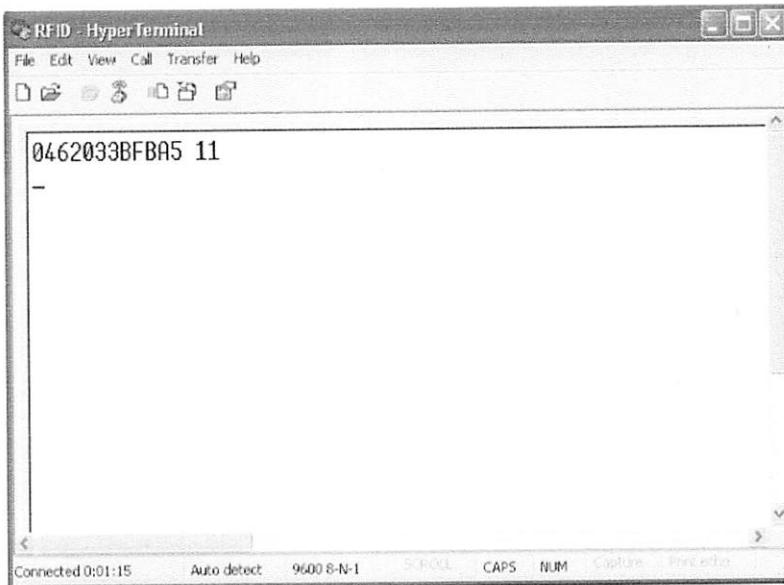 RFID - HyperTerminal
File Edit View Call Transfer Help
0462033BFBA5 11
_
Connected 0:01:15 Auto detect 9600 8-N-1 SCROLL CAPS NUM Capture Print echo